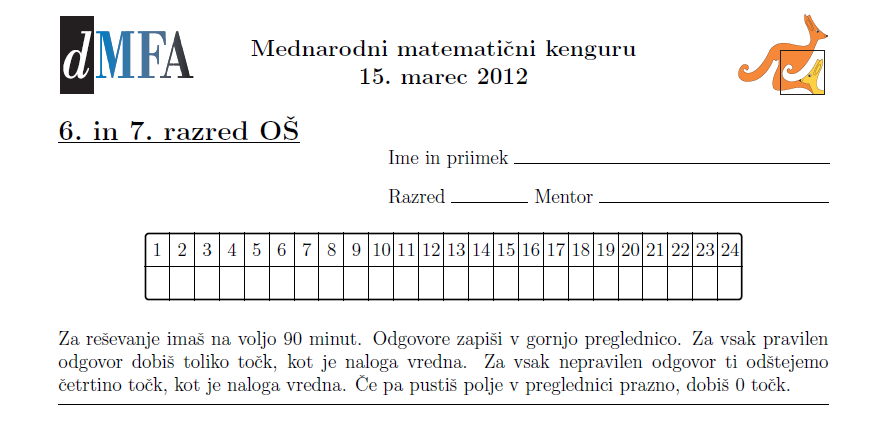 dMFA
Mednarodni matematični kenguru
15. marec 2012
6. in 7. razred OŠ
Ime in priimek
Razred Mentor
1 2 3 4 5 6 7 8 9 10 11 12 13 14 15 16 17 18 19 20 21 22 23 24
Za reševanje imaš na voljo 90 minut. Odgovore zapiši v gornjo preglednico. Za vsak pravilen
odgovor dobiš toliko točk, kot je naloga vredna. Za vsak nepravilen odgovor ti odštejemo
četrtino točk, kot je naloga vredna. Če pa pustiš polje v preglednici prazno, dobiš 0 točk.